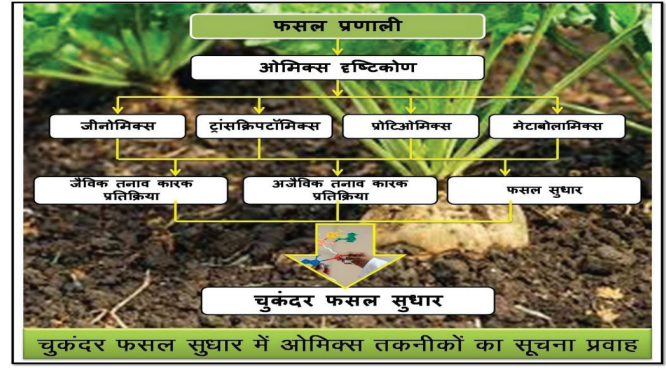 फसल प्रणाली
ओमिक्स दृष्टिकोण
जीनोमिक्स
ट्रांसक्रिपटॉमिक्स
प्रोटिओमिक्स
मेटाबोलामिक्स
जैविक तनाव कारक
प्रतिक्रिया
अजैविक तनाव कारक
प्रतिक्रिया
फसल सुधार
चुकंदर फसल सुधार
चुकंदर फसल सुधार में ओमिक्स तकनीकों का सूचना प्रवाह